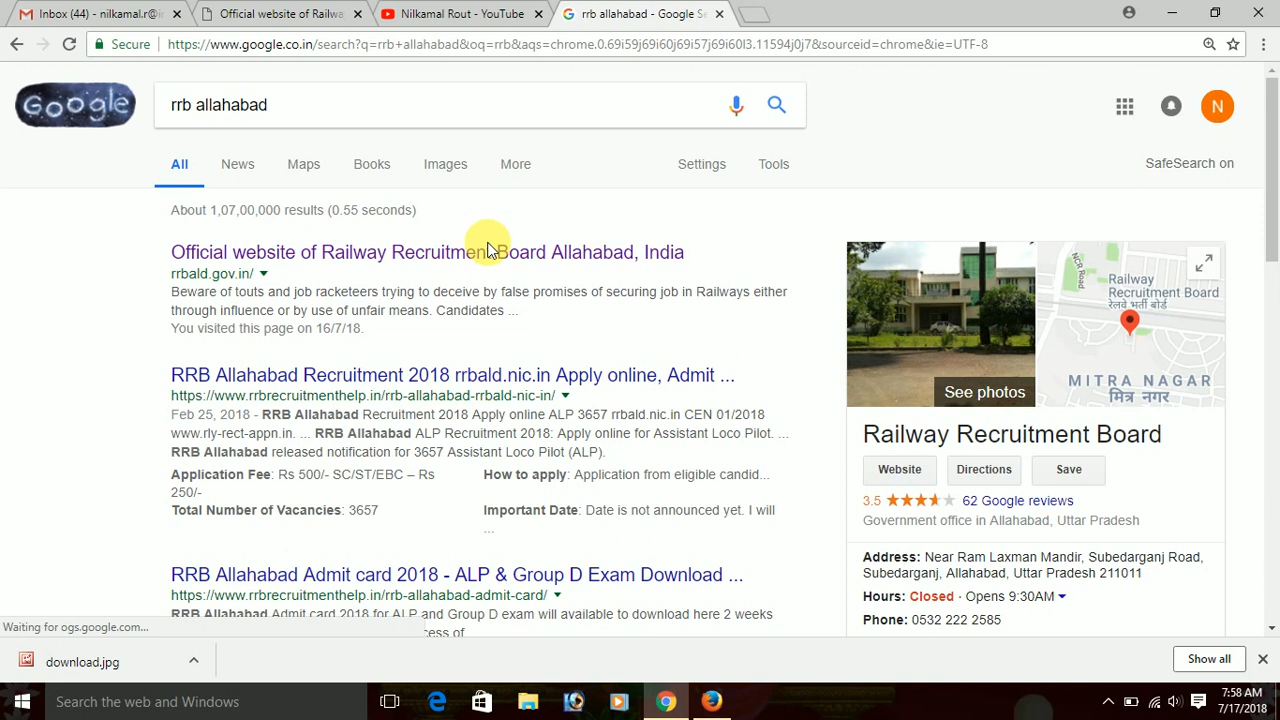 Inbox (44) - nilkamal.r@in
Official website of Railway
Nilkamal Rout - YouTube
rrb allahabad - Google Se
Secure
https://www.google.co.in/search?q=rrb+allahabad&oq=rrb&aqs=chrome.0.69i59j69i60j69i57j69i60l3.11594j0j7&sourceid=chrome&ie=UTF-8
Google
rrb allahabad
N
All News Maps Books Images More Settings Tools
SafeSearch on
About 1,07,00,000 results (0.55 seconds)
Official website of Railway Recruitment Board Allahabad, India
rrbald.gov.in/
Beware of touts and job racketeers trying to deceive by false promises of securing job in Railways either
through influence or by use of unfair means. Candidates ...
You visited this page on 16/7/18.
RRB Allahabad Recruitment 2018 rrbald.nic.in Apply online, Admit ...
https://www.rrbrecruitmenthelp.in/rrb-allahabad-rrbald-nic-in/
Feb 25, 2018 - RRB Allahabad Recruitment 2018 Apply online ALP 3657 rrbald.nic.in CEN 01/2018
www.rly-rect-appn.in. ... RRB Allahabad ALP Recruitment 2018: Apply online for Assistant Loco Pilot. ...
RRB Allahabad released notification for 3657 Assistant Loco Pilot (ALP).
Application Fee: Rs 500/- SC/ST/EBC – Rs
250/-
How to apply: Application from eligible candid...
Total Number of Vacancies: 3657
Important Date: Date is not announced yet. I will
...
RRB Allahabad Admit card 2018 - ALP & Group D Exam Download ...
https://www.rrbrecruitmenthelp.in/rrb-allahabad-admit-card/
RRB Allahabad Admit card 2018 for ALP and Group D exam will available to download here 2 weeks
cess of
NCR Rd
Railway
Recruitment Board
रेलवे भर्ती बोर्ड
MITRA NAGAR
मित्र नगर
See photos
Railway Recruitment Board
Website
Directions
Save
3.5
62 Google reviews
Government office in Allahabad, Uttar Pradesh
Address: Near Ram Laxman Mandir, Subedarganj Road,
Subedarganj, Allahabad, Uttar Pradesh 211011
Hours: Closed · Opens 9:30AM
Phone: 0532 222 2585
Waiting for ogs.google.com...
download.jpg
Show all
Search the web and Windows
7:58 AM
7/17/2018